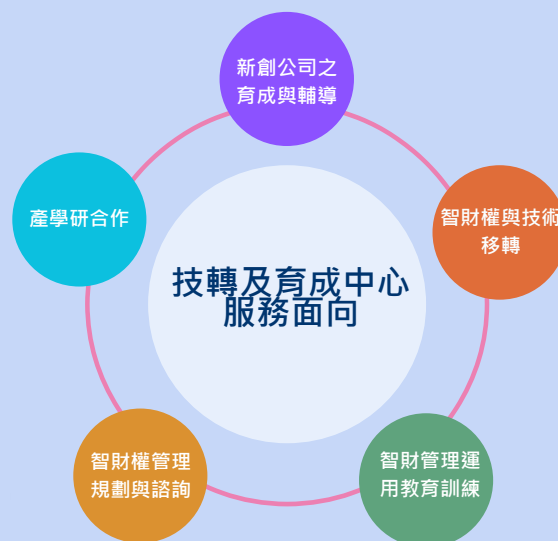 新創公司之
育成與輔導
產學研合作
智財權與技術
移轉
技轉及育成中心
服務面向
智財權管理
規劃與諮詢
智財管理運
用教育訓練